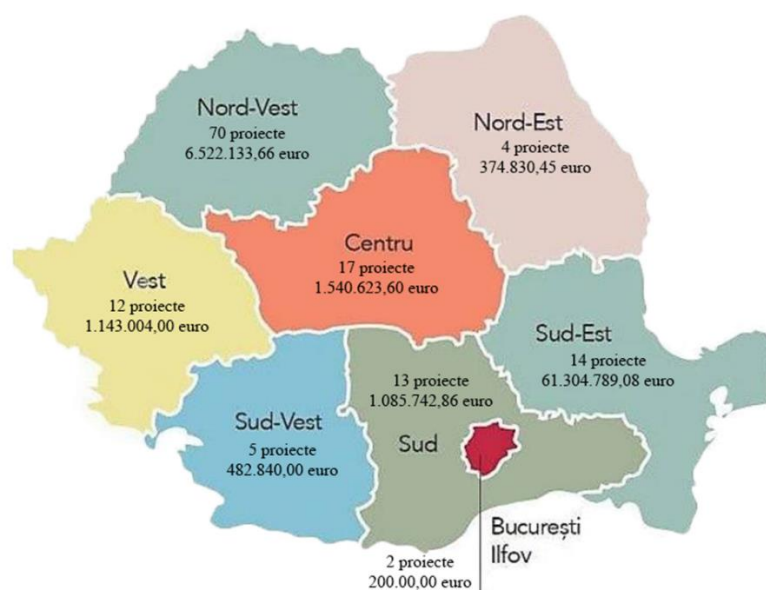 Nord-Vest
70 proiecte
6.522.133,66 euro
Nord-Est
4 proiecte
374.830,45 euro
Centru
17 proiecte
1.540.623,60 euro
Vest
12 proiecte
1.143.004,00 euro
Sud-Est
14 proiecte
61.304.789,08 euro
13 proiecte
1.085.742,86 euro
Sud
Sud-Vest
5 proiecte
482.840,00 euro
București
Ilfov
2 proiecte
200.00,00 euro